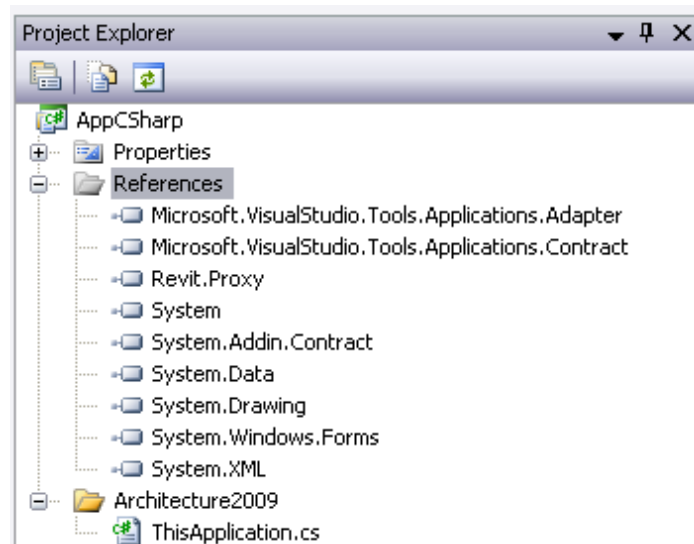 Project Explorer
AppCSharp
Properties
References
Microsoft.VisualStudio.Tools.Applications.Adapter
Microsoft.VisualStudio.Tools.Applications.Contract
Revit.Proxy
System
System.Addin.Contract
System.Data
System.Drawing
System.Windows.Forms
System.XML
Architecture2009
ThisApplication.cs